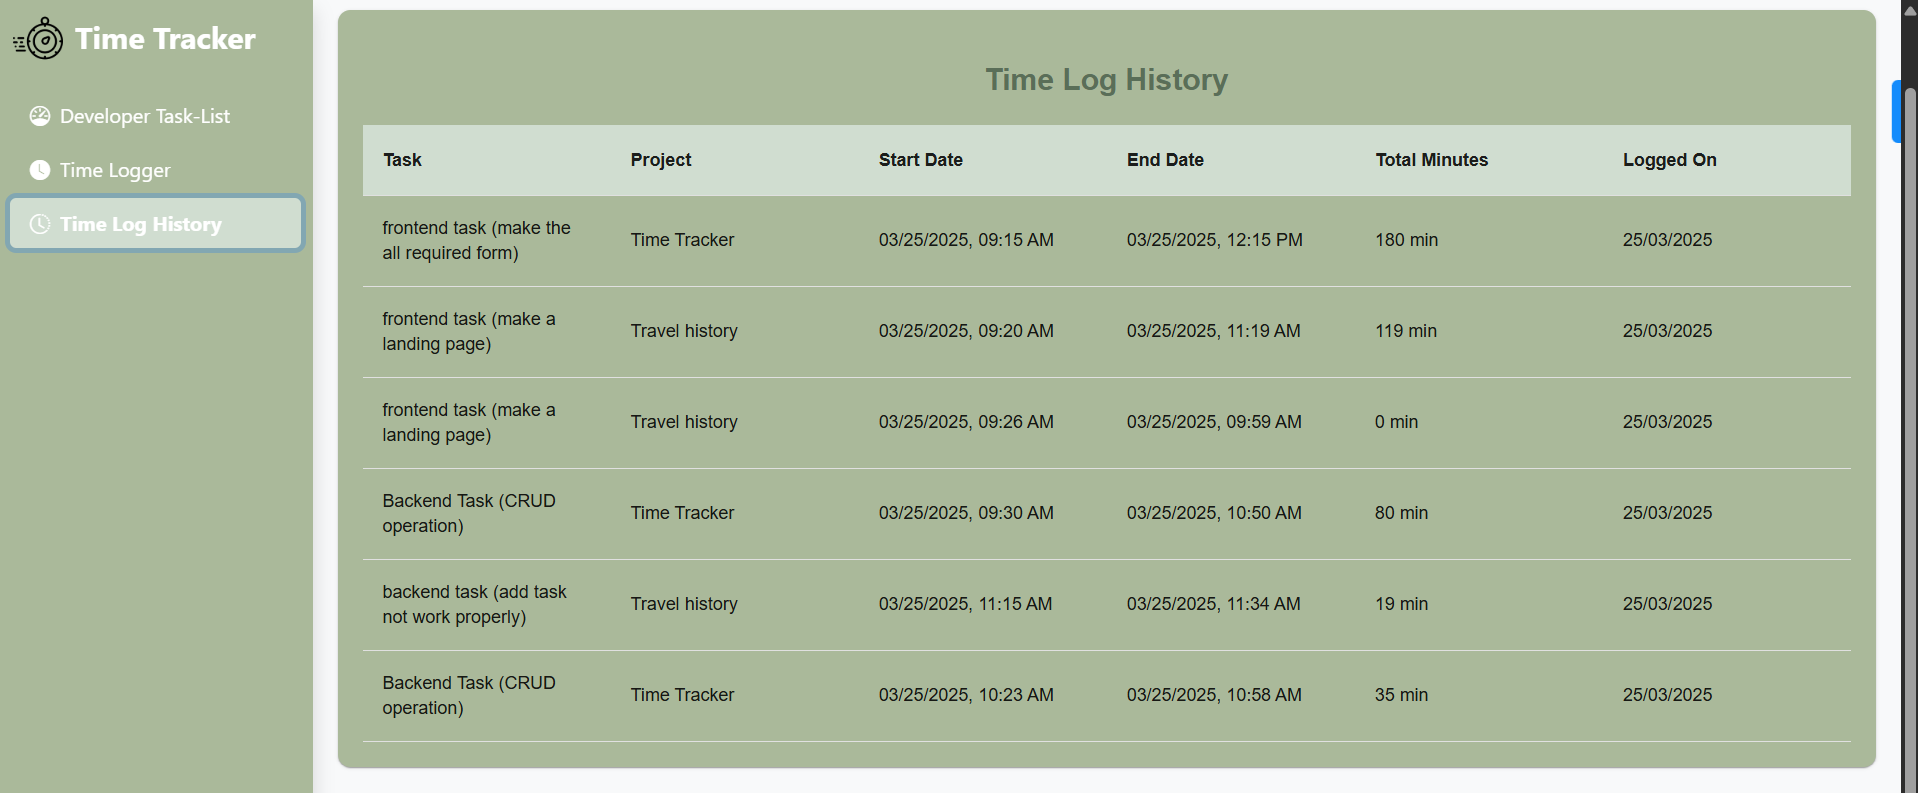 Time Tracker
Developer Task-List
Time Logger
Time Log History
Time Log History
Task Project Start Date End Date Total Minutes Logged On
frontend task (make the
all required form)
Time Tracker 03/25/2025, 09:15 AM 03/25/2025, 12:15 PM 180 min 25/03/2025
frontend task (make a
landing page)
Travel history 03/25/2025, 09:20 AM 03/25/2025, 11:19 AM 119 min 25/03/2025
frontend task (make a
landing page)
Travel history 03/25/2025, 09:26 AM 03/25/2025, 09:59 AM 0 min 25/03/2025
Backend Task (CRUD
operation)
Time Tracker 03/25/2025, 09:30 AM 03/25/2025, 10:50 AM 80 min 25/03/2025
backend task (add task
not work properly)
Travel history 03/25/2025, 11:15 AM 03/25/2025, 11:34 AM 19 min 25/03/2025
Backend Task (CRUD
operation)
Time Tracker 03/25/2025, 10:23 AM 03/25/2025, 10:58 AM 35 min 25/03/2025